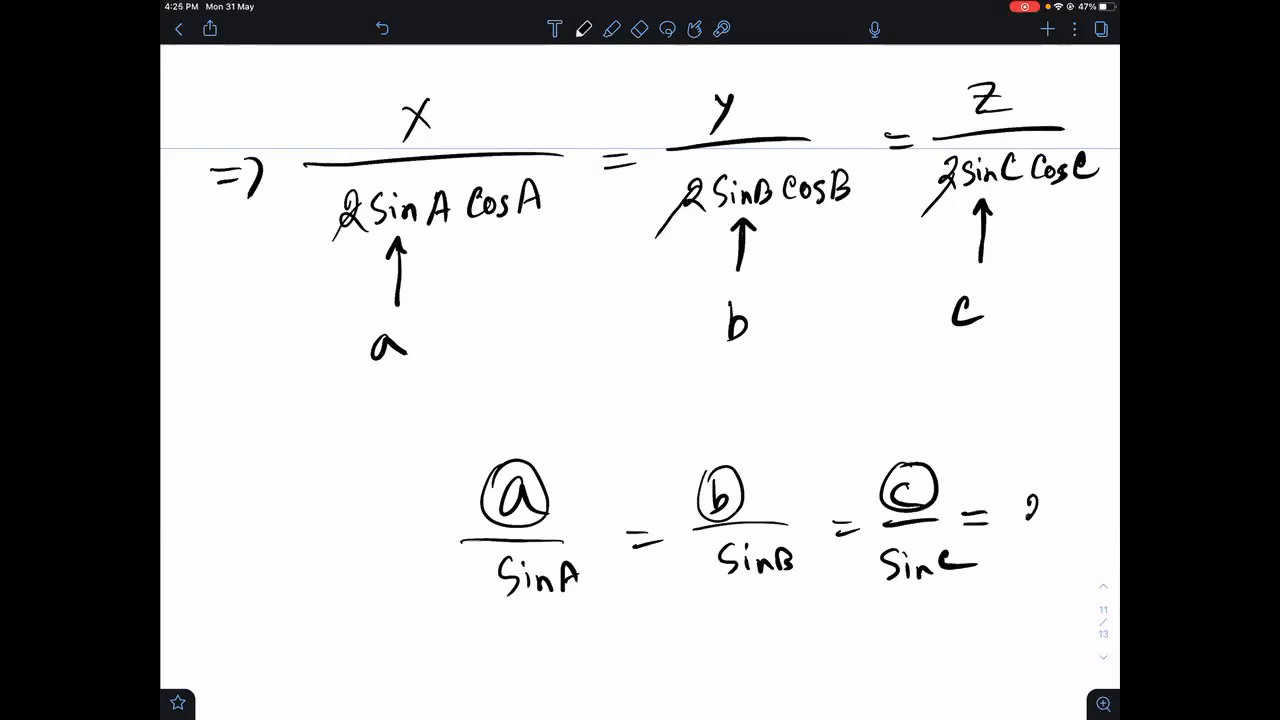 4:25 PM Mon 31 May 47%
x y z
=> ――― = ――― = ―――
2 sin A cos A 2 sin B cos B 2 sin C cos C
a b c
a b c
――― = ――― = ――― = 2
sin A sin B sin C
11
/
13